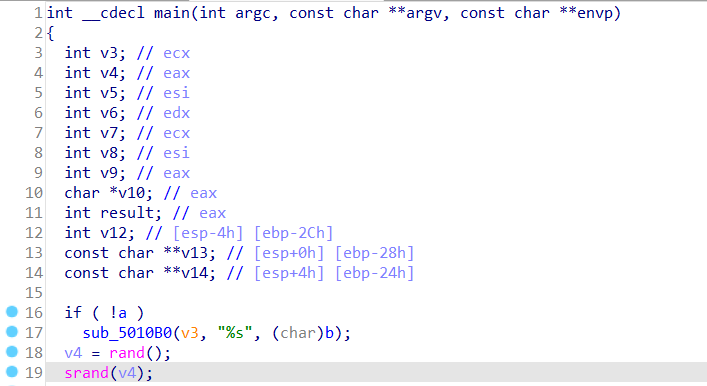 1 int __cdecl main(int argc, const char **argv, const char **envp)
2 {
3 int v3; // ecx
4 int v4; // eax
5 int v5; // esi
6 int v6; // edx
7 int v7; // ecx
8 int v8; // esi
9 int v9; // eax
10 char *v10; // eax
11 int result; // eax
12 int v12; // [esp-4h] [ebp-2Ch]
13 const char **v13; // [esp+0h] [ebp-28h]
14 const char **v14; // [esp+4h] [ebp-24h]
15
16 if ( !a )
17 sub_5010B0(v3, "%s", (char)b);
18 v4 = rand();
19 srand(v4);